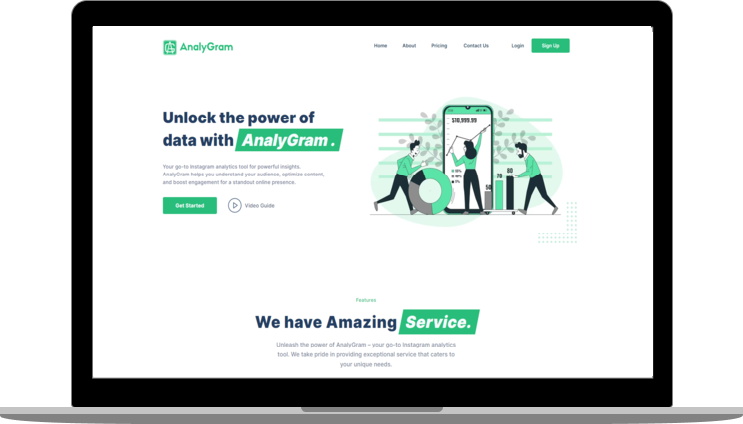 AnalyGram
Home About Pricing Contact Us Login Sign Up
Unlock the power of
data with AnalyGram .
Your go-to Instagram analytics tool for powerful insights.
AnalyGram helps you understand your audience, optimize content,
and boost engagement for a standout online presence.
Get Started Video Guide
$10,999.99
50 70 80
Features
We have Amazing Service.
Unleash the power of AnalyGram – your go-to Instagram analytics
tool. We take pride in providing exceptional service that caters to
your unique needs.